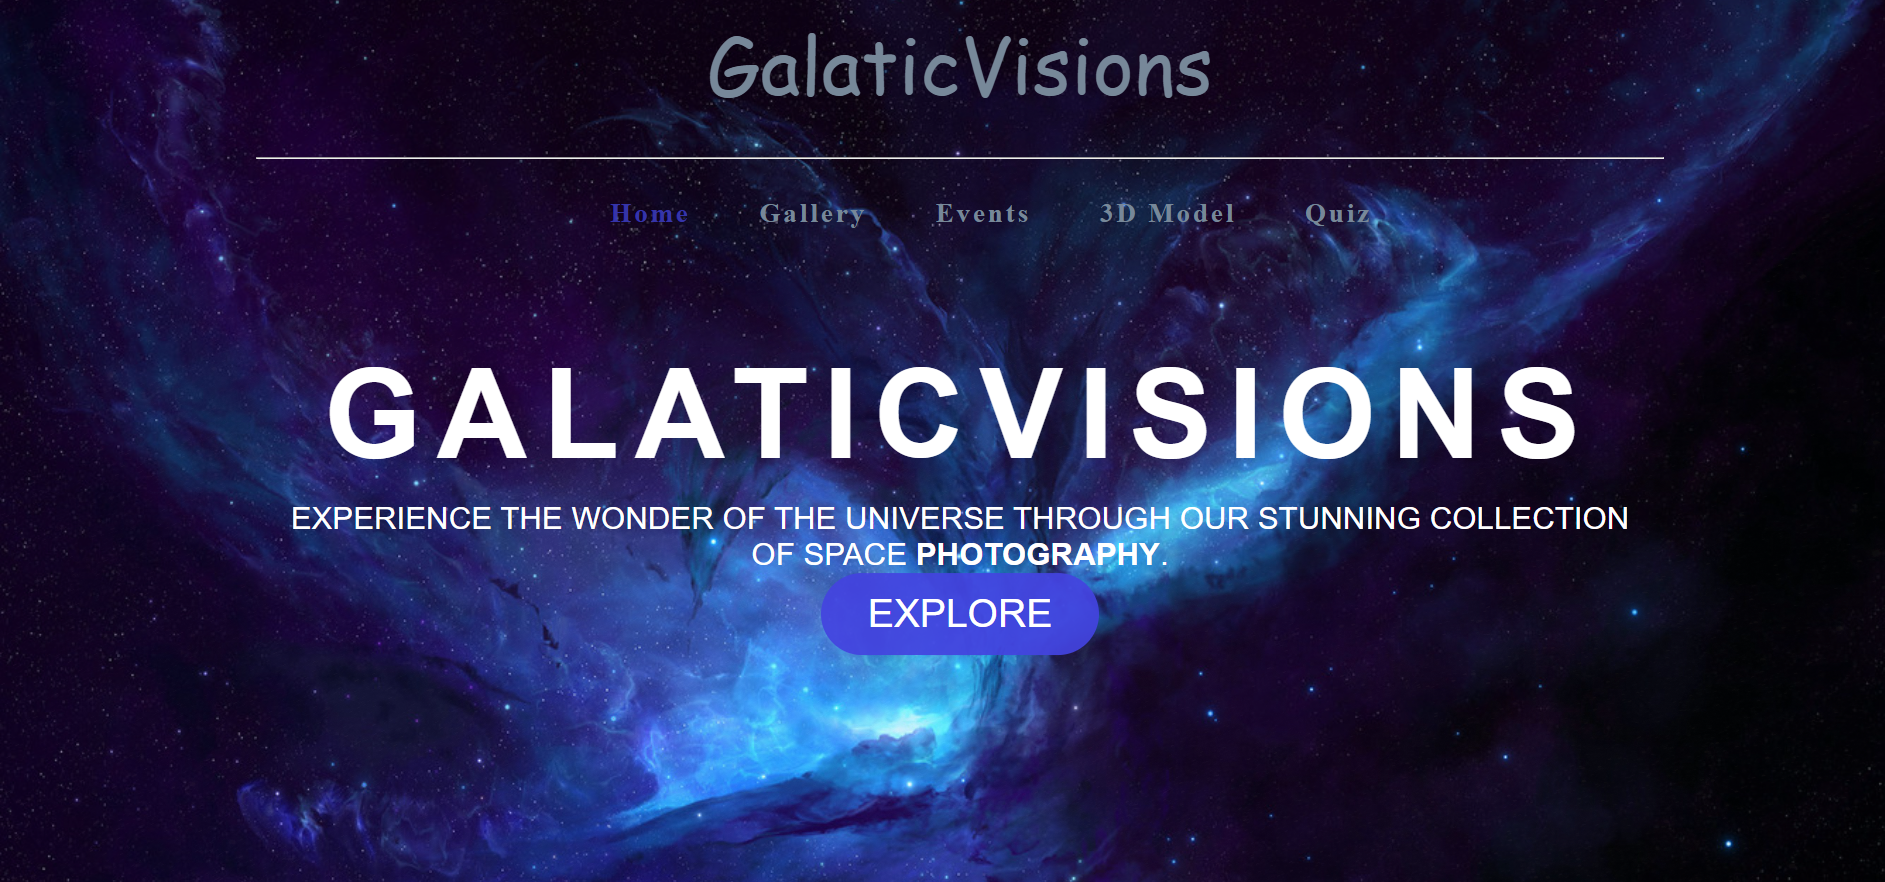 GalaticVisions
Home Gallery Events 3D Model Quiz
GALATICVISIONS
EXPERIENCE THE WONDER OF THE UNIVERSE THROUGH OUR STUNNING COLLECTION
OF SPACE PHOTOGRAPHY.
EXPLORE